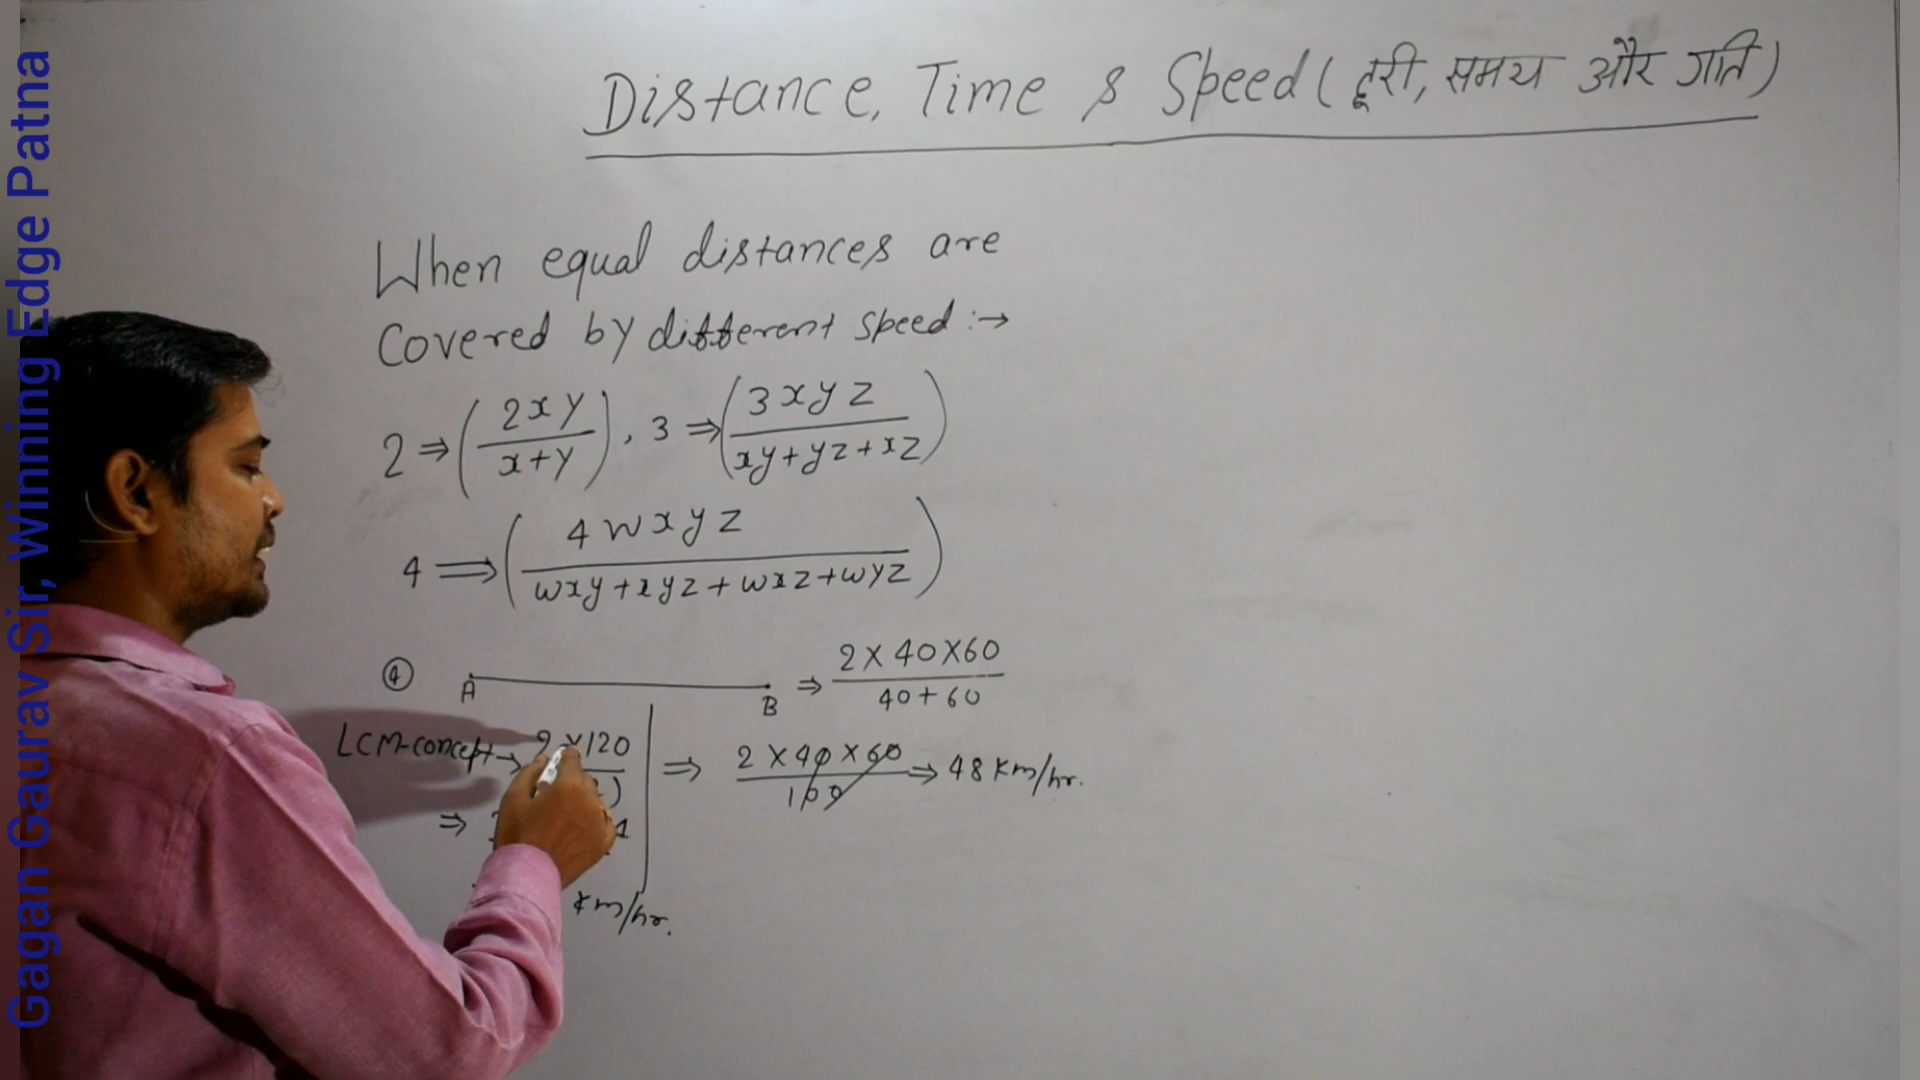 Gagan Gaurav Sir, Winning Edge Patna
Distance, Time & Speed (दूरी, समय और गति)
When equal distances are
Covered by different speed :→
2 ⇒ (2xy / x+y), 3 ⇒ (3xyz / xy+yz+xz)
4 ⟹ (4wxyz / wxy+xyz+wxz+wyz)
④ A B ⇒ 2×40×60 / 40+60
LCM-concept → 2×120
⇒ 2×40×60 / 100 ⇒ 48 Km/hr.
⇒
Km/hr.